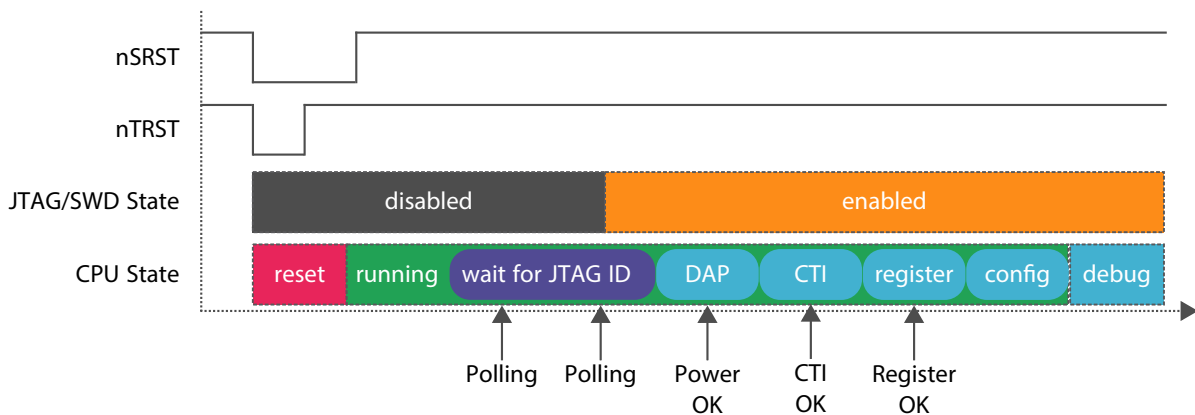 nSRST
nTRST
JTAG/SWD State
disabled
enabled
CPU State
reset
running
wait for JTAG ID
DAP
CTI
register
config
debug
Polling
Polling
Power
OK
CTI
OK
Register
OK